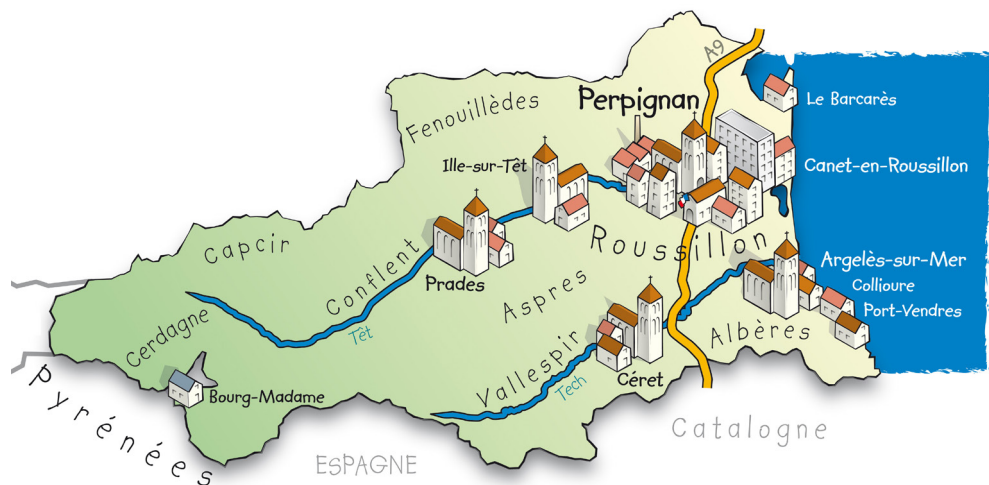 A9
Le Barcarès
Perpignan
Fenouillèdes
Ille-sur-Têt
Canet-en-Roussillon
Capcir
Roussillon
Conflent
Prades
Argelès-sur-Mer
Collioure
Port-Vendres
Aspres
Albères
Cerdagne
Têt
Vallespir
Céret
Tech
Pyrénées
Bourg-Madame
Catalogne
ESPAGNE